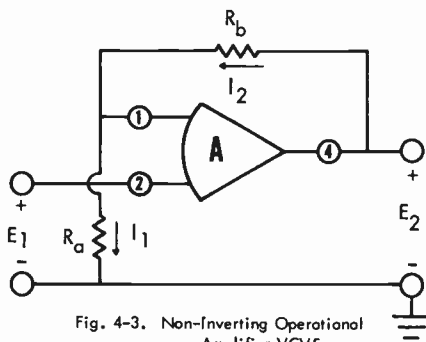 R_b
I_2
1
A
4
2
+
E_1
-
R_a
I_1
+
E_2
-
Fig. 4-3. Non-Inverting Operational
Amplifier VCVS